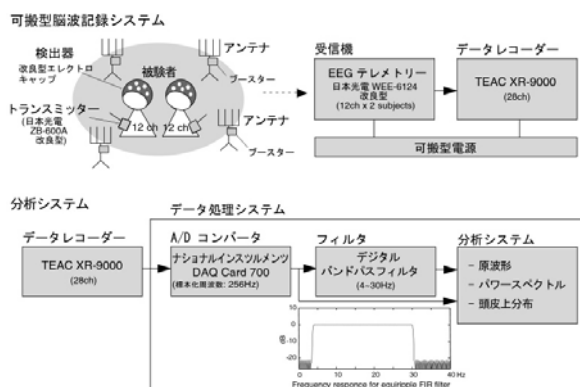 可搬型脳波記録システム
検出器
改良型エレクトロ
キャップ
被験者
アンテナ
ブースター
トランスミッター
(日本光電
ZB-600A
改良型)
12 ch
12 ch
アンテナ
ブースター
受信機
EEG テレメトリー
日本光電 WEE-6124
改良型
(12ch x 2 subjects)
データレコーダー
TEAC XR-9000
(28ch)
可搬型電源
分析システム
データ処理システム
データレコーダー
TEAC XR-9000
(28ch)
A/D コンバータ
ナショナルインスツルメンツ
DAQ Card 700
(標本化周波数: 256Hz)
フィルタ
デジタル
バンドパスフィルタ
(4~30Hz)
分析システム
- 原波形
- パワースペクトル
- 頭皮上分布
dB
0
-10
-20
0
10
20
30
40 Hz
Frequency responce for equiripple FIR filter